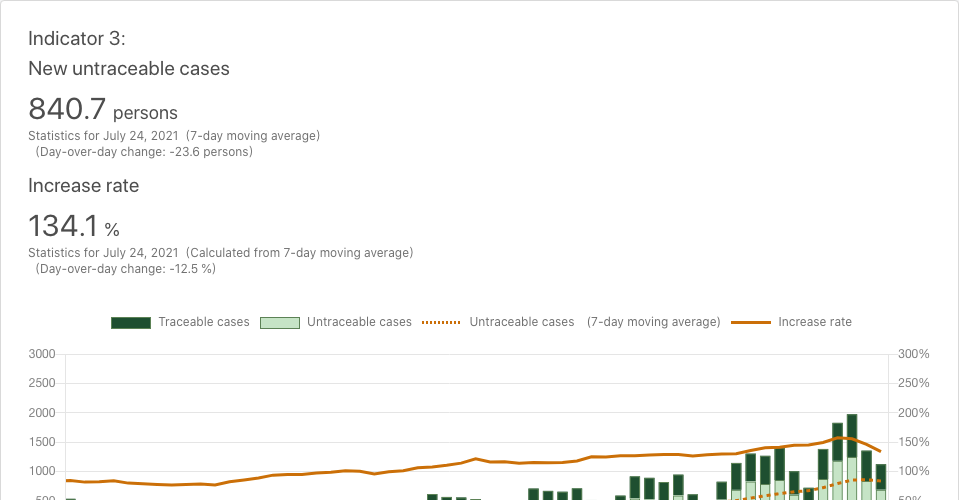 Indicator 3:
New untraceable cases
840.7 persons
Statistics for July 24, 2021 (7-day moving average)
(Day-over-day change: -23.6 persons)
Increase rate
134.1 %
Statistics for July 24, 2021 (Calculated from 7-day moving average)
(Day-over-day change: -12.5 %)
Traceable cases Untraceable cases Untraceable cases (7-day moving average) Increase rate
3000 300%
2500 250%
2000 200%
1500 150%
1000 100%
500 50%